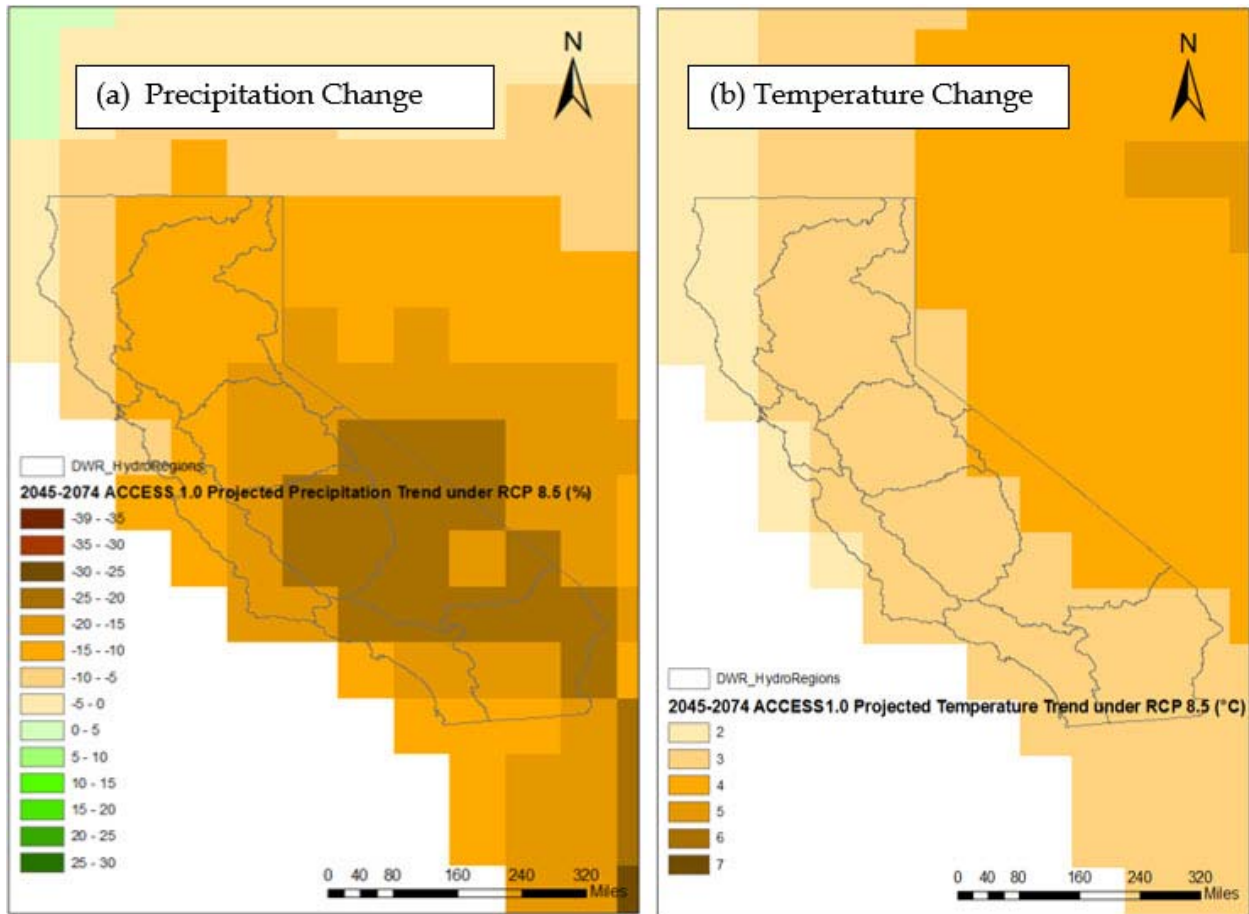 N
(a) Precipitation Change
DWR_HydroRegions
2045-2074 ACCESS 1.0 Projected Precipitation Trend under RCP 8.5 (%)
-39 - -35
-35 - -30
-30 - -25
-25 - -20
-20 - -15
-15 - -10
-10 - -5
-5 - 0
0 - 5
5 - 10
10 - 15
15 - 20
20 - 25
25 - 30
0 40 80 160 240 320
Miles
N
(b) Temperature Change
DWR_HydroRegions
2045-2074 ACCESS1.0 Projected Temperature Trend under RCP 8.5 (°C)
2
3
4
5
6
7
0 40 80 160 240 320
Miles